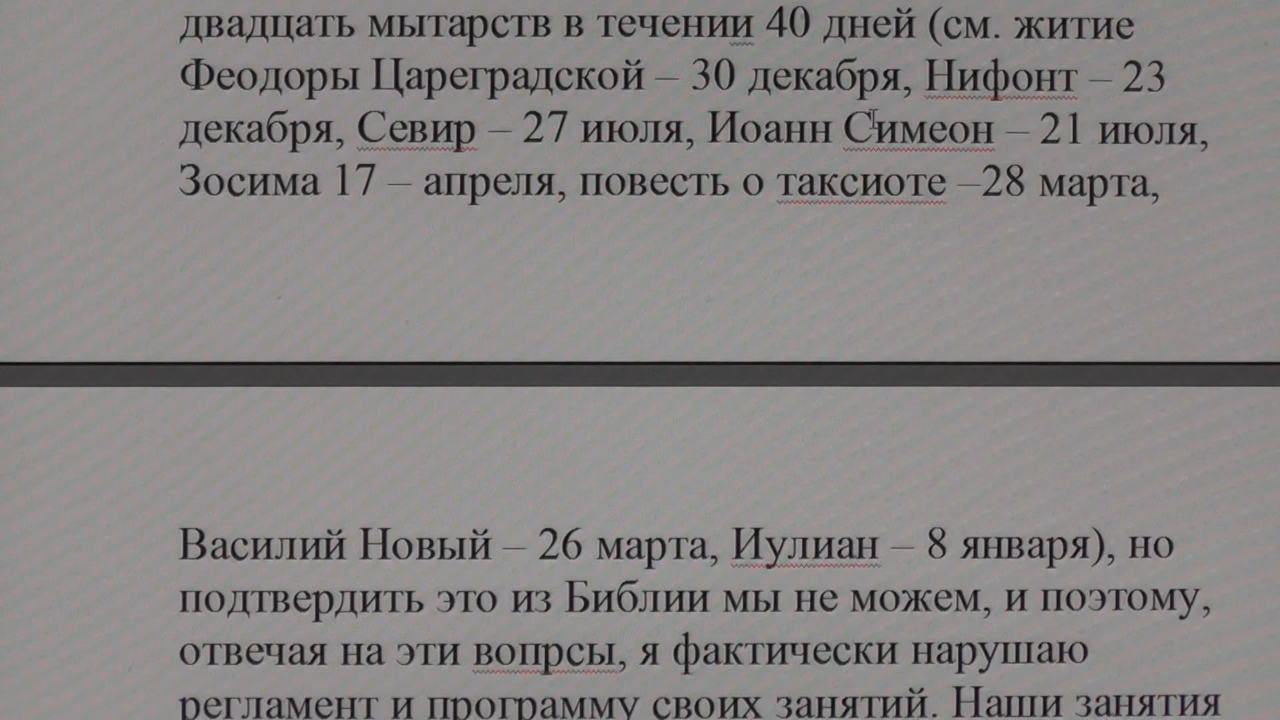 двадцать мытарств в течении 40 дней (см. житие
Феодоры Цареградской – 30 декабря, Нифонт – 23
декабря, Севир – 27 июля, Иоанн Симеон – 21 июля,
Зосима 17 – апреля, повесть о таксиоте –28 марта,
Василий Новый – 26 марта, Иулиан – 8 января), но
подтвердить это из Библии мы не можем, и поэтому,
отвечая на эти вопрсы, я фактически нарушаю
регламент и программу своих занятий. Наши занятия